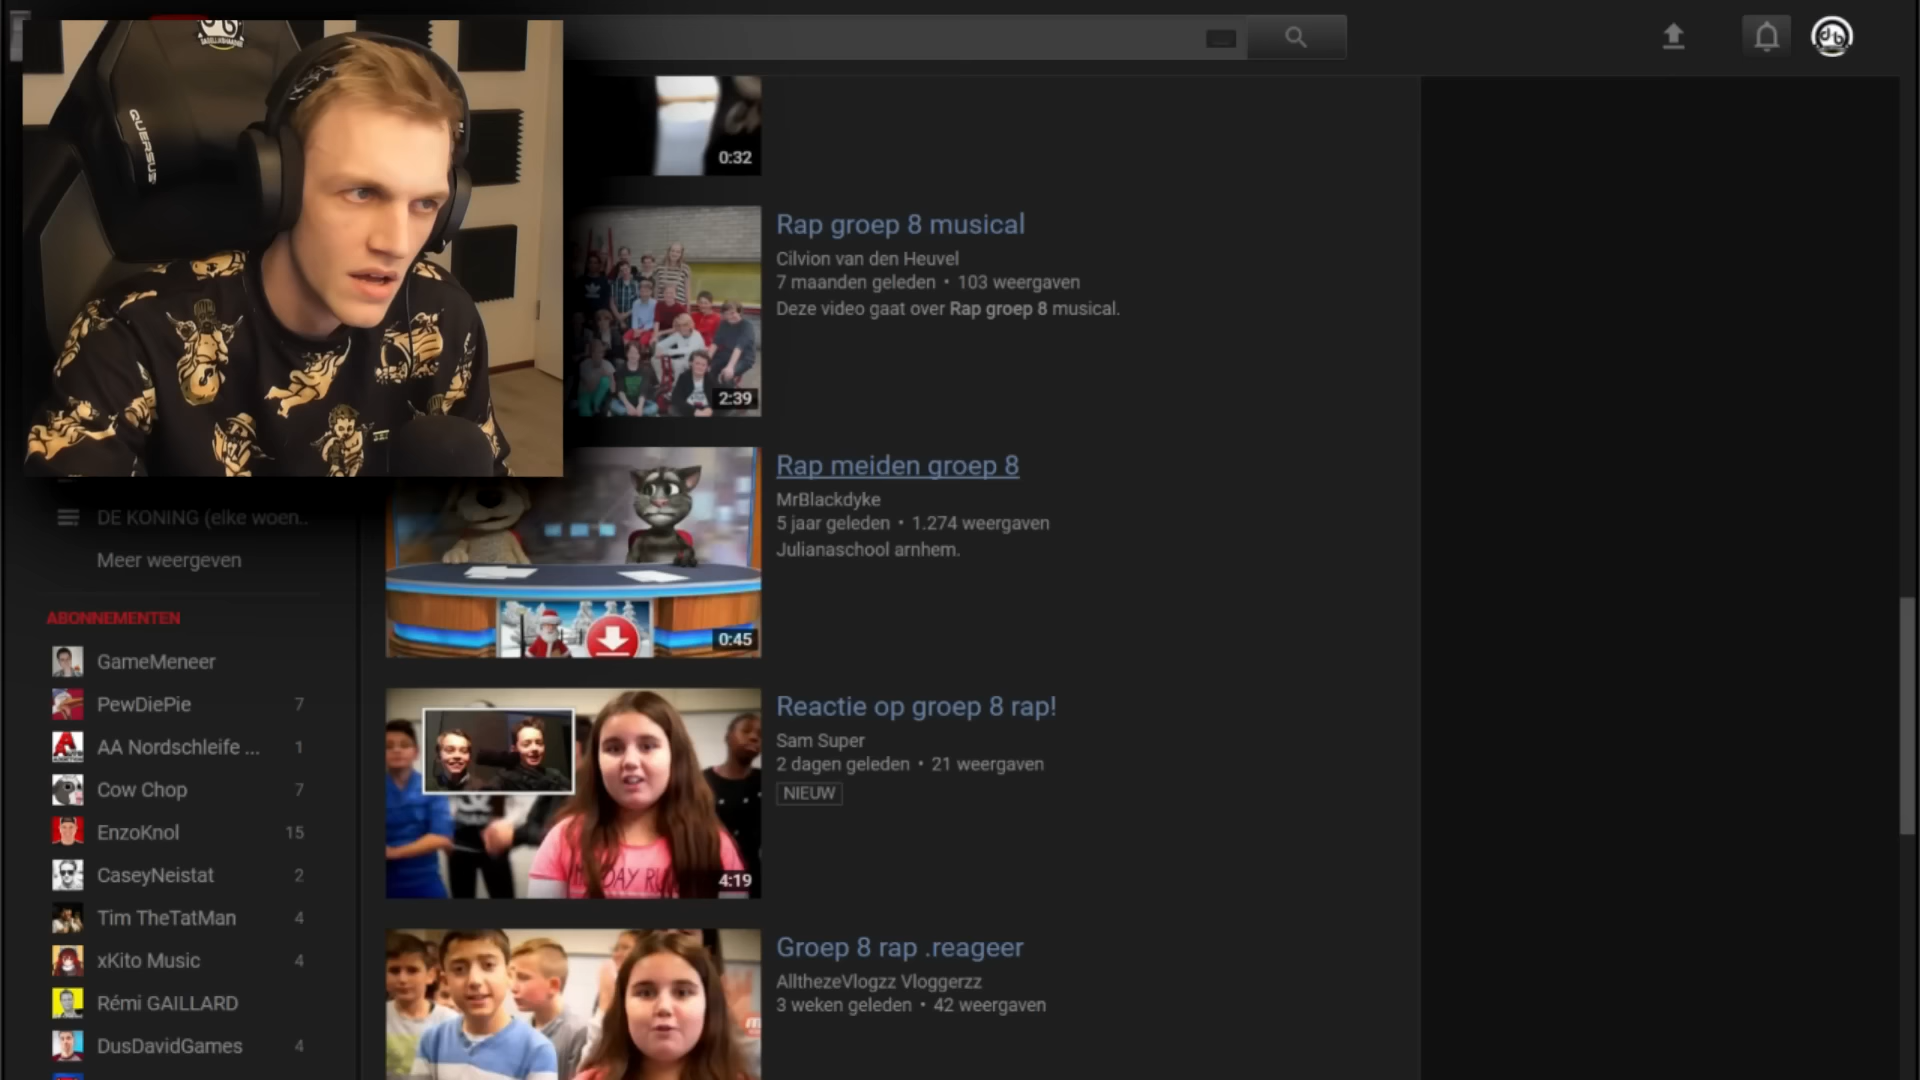 QUERSUS
0:32
Rap groep 8 musical
Cilvion van den Heuvel
7 maanden geleden • 103 weergaven
Deze video gaat over Rap groep 8 musical.
2:39
Rap meiden groep 8
MrBlackdyke
5 jaar geleden • 1.274 weergaven
Julianaschool arnhem.
0:45
DE KONING (elke woen..
Meer weergeven
ABONNEMENTEN
GameMeneer
PewDiePie 7
AA Nordschleife ... 1
Cow Chop 7
EnzoKnol 15
CaseyNeistat 2
Tim TheTatMan 4
xKito Music 4
Rémi GAILLARD
DusDavidGames 4
Reactie op groep 8 rap!
Sam Super
2 dagen geleden • 21 weergaven
NIEUW
4:19
Groep 8 rap .reageer
AllthezeVlogzz Vloggerzz
3 weken geleden • 42 weergaven